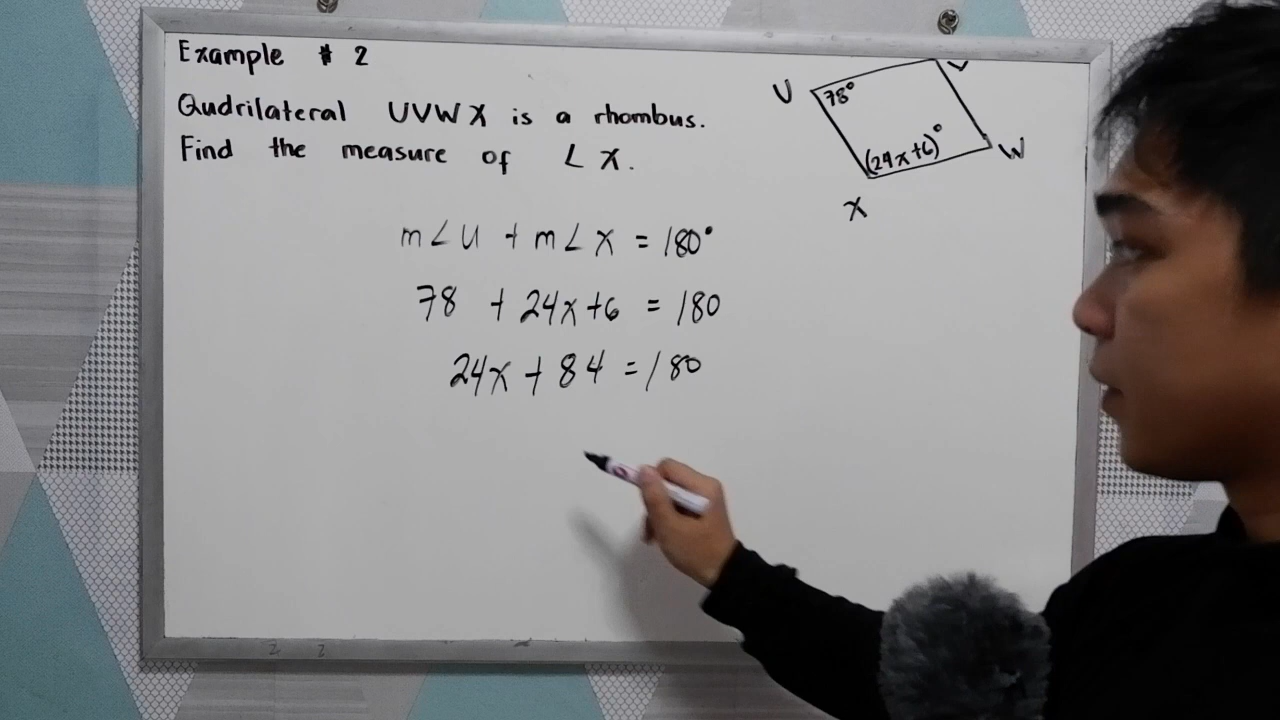 Example # 2
Qudrilateral UVWX is a rhombus.
Find the measure of ∠ X.
U
78°
V
(24x+6)°
W
X
m∠U + m∠X = 180°
78 + 24x+6 = 180
24x + 84 = 180